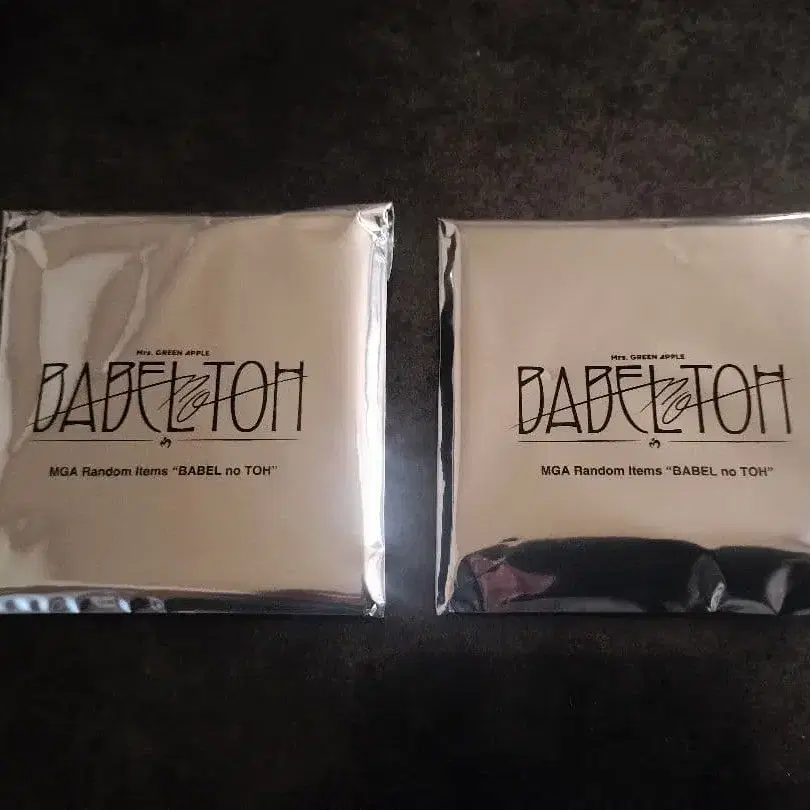 Mrs. GREEN APPLE
BABEL no TOH
MGA Random Items “BABEL no TOH”
Mrs. GREEN APPLE
BABEL no TOH
MGA Random Items “BABEL no TOH”